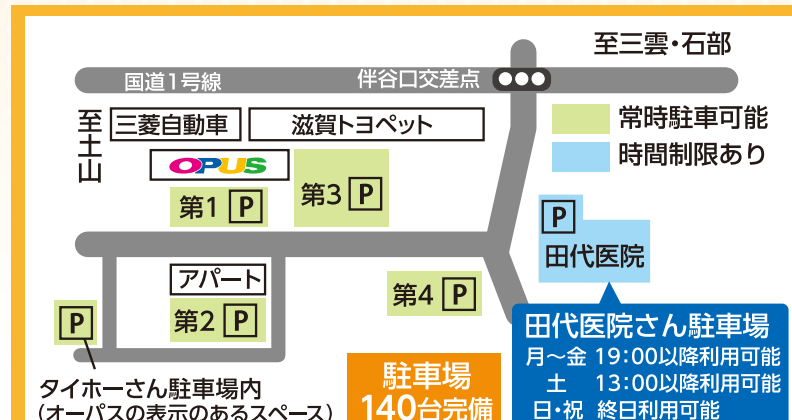 至三雲・石部
国道1号線
伴谷口交差点
至土山
三菱自動車
滋賀トヨペット
常時駐車可能
時間制限あり
OPUS
第1 P
第3 P
P
田代医院
アパート
第2 P
第4 P
P
タイホーさん駐車場内
(オーパスの表示のあるスペース)
駐車場
140台完備
田代医院さん駐車場
月〜金 19:00以降利用可能
土 13:00以降利用可能
日・祝 終日利用可能